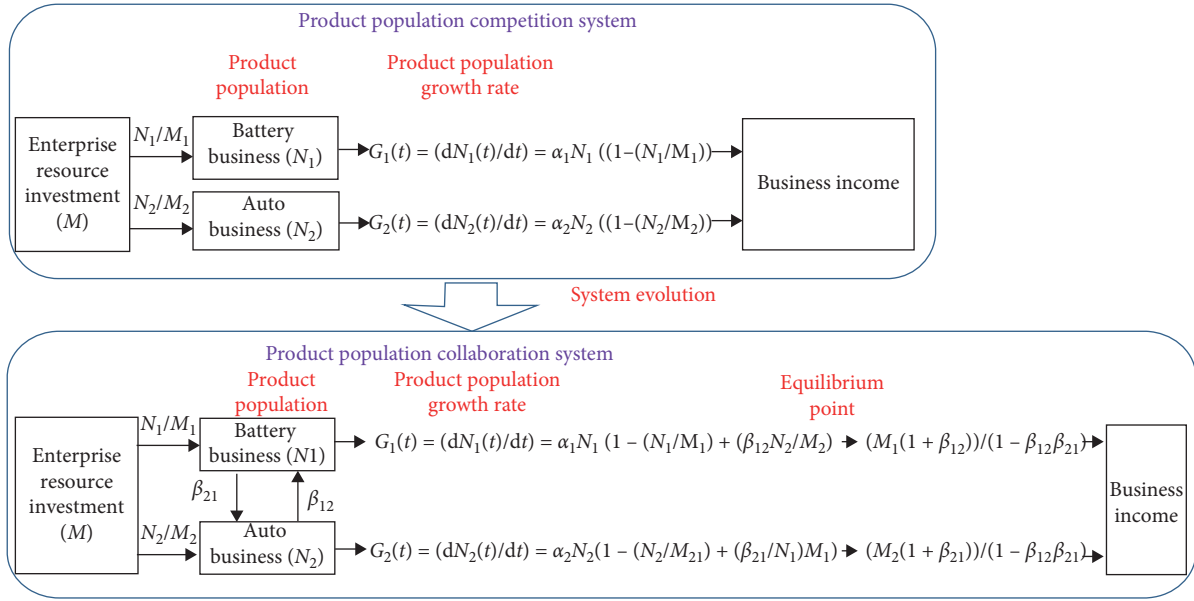 Product population competition system
Product
population
Product population
growth rate
Enterprise
resource
investment
(M)
N₁/M₁
N₂/M₂
Battery
business (N₁)
Auto
business (N₂)
G₁(t) = (dN₁(t)/dt) = α₁N₁ ((1–(N₁/M₁))
G₂(t) = (dN₂(t)/dt) = α₂N₂ ((1–(N₂/M₂))
Business income
System evolution
Product population collaboration system
Product
population
Product population
growth rate
Equilibrium
point
Enterprise
resource
investment
(M)
N₁/M₁
N₂/M₂
Battery
business (N1)
β₂₁
β₁₂
Auto
business (N₂)
G₁(t) = (dN₁(t)/dt) = α₁N₁ (1 – (N₁/M₁) + (β₁₂N₂/M₂)
(M₁(1 + β₁₂))/(1 – β₁₂β₂₁)
G₂(t) = (dN₂(t)/dt) = α₂N₂(1 – (N₂/M₂₁) + (β₂₁/N₁)M₁)
(M₂(1 + β₂₁))/(1 – β₁₂β₂₁)
Business
income